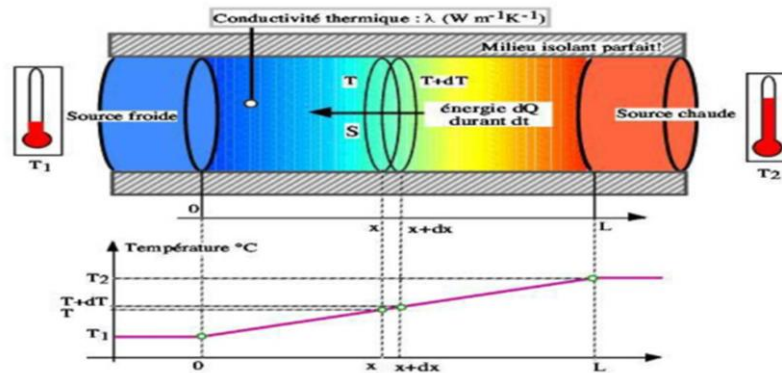 Conductivité thermique : λ (W m⁻¹K⁻¹)
Milieu isolant parfait!
T
T+dT
Source froide
énergie dQ
durant dt
Source chaude
S
T₁
T₂
0
x
x+dx
L
Température °C
T₂
T+dT
T
T₁
0
x
x+dx
L